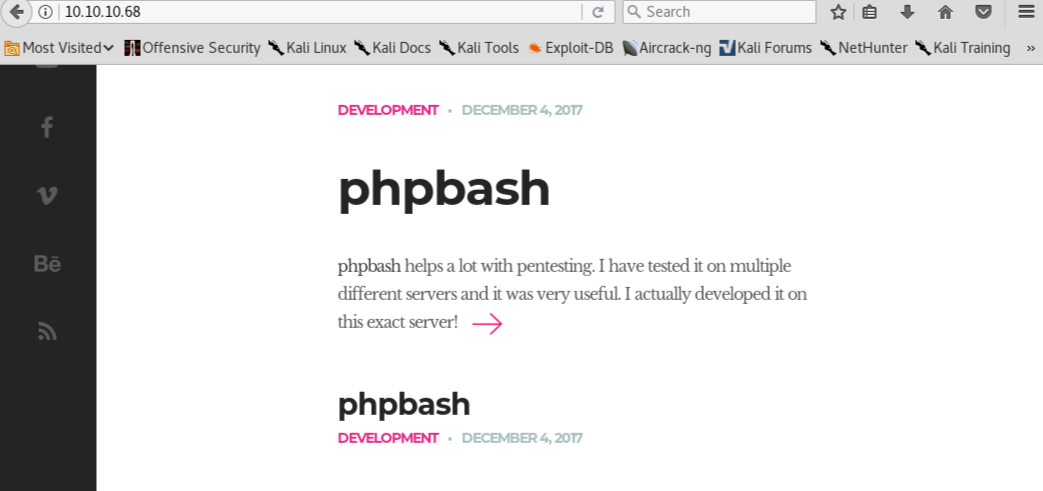 10.10.10.68 Search
Most Visited Offensive Security Kali Linux Kali Docs Kali Tools Exploit-DB Aircrack-ng Kali Forums NetHunter Kali Training »
DEVELOPMENT • DECEMBER 4, 2017
phpbash
phpbash helps a lot with pentesting. I have tested it on multiple
different servers and it was very useful. I actually developed it on
this exact server!
phpbash
DEVELOPMENT • DECEMBER 4, 2017